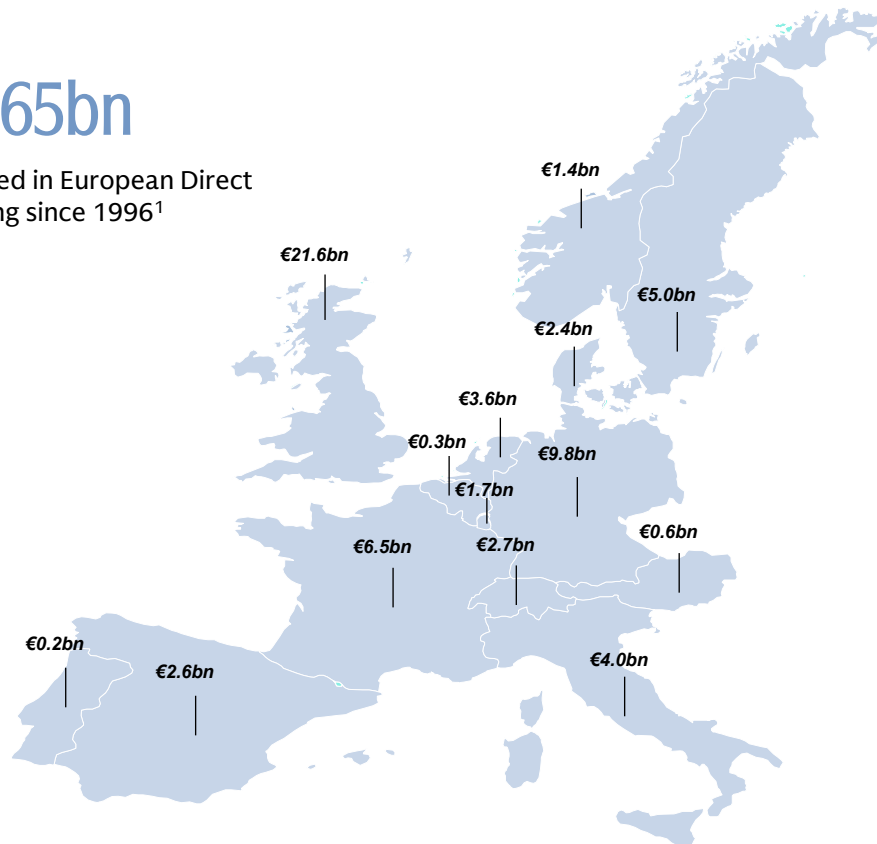 65bn
ed in European Direct
ng since 1996¹
€1.4bn
€21.6bn
€5.0bn
€2.4bn
€3.6bn
€0.3bn
€9.8bn
€1.7bn
€0.6bn
€6.5bn
€2.7bn
€0.2bn
€2.6bn
€4.0bn